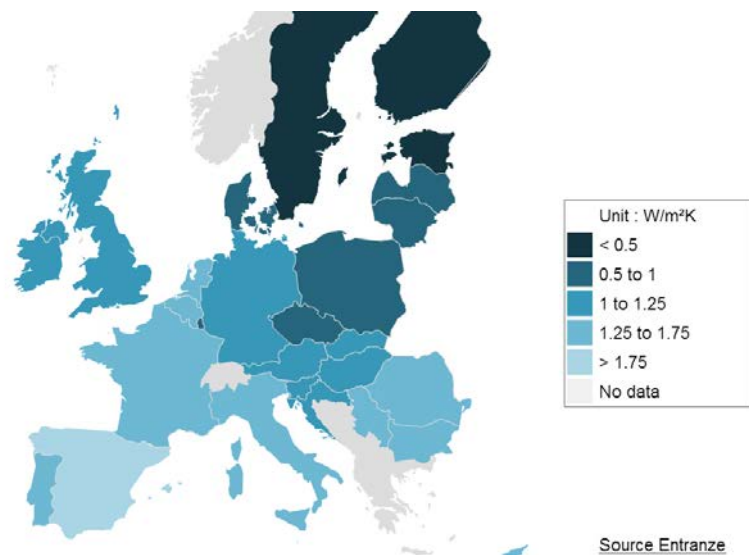 Unit : W/m²K
< 0.5
0.5 to 1
1 to 1.25
1.25 to 1.75
> 1.75
No data
Source Entranze